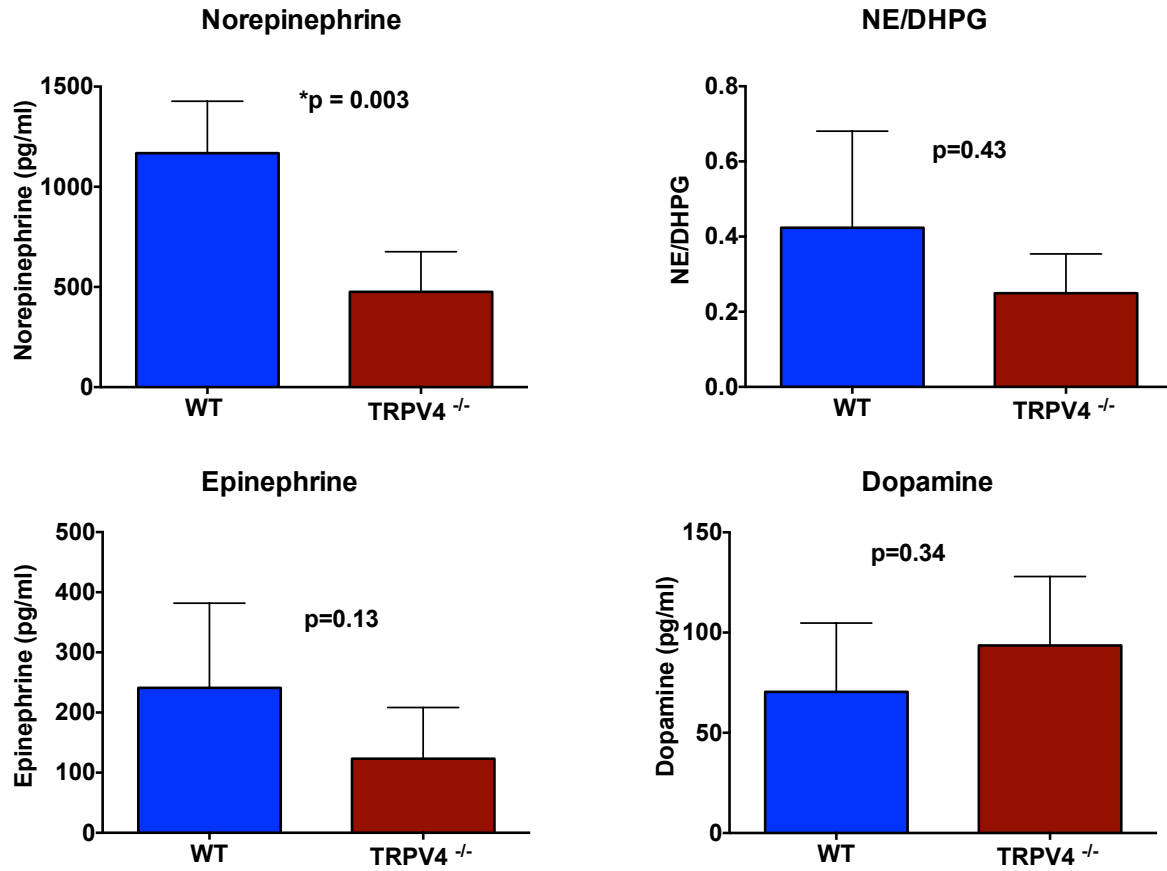 Norepinephrine
Norepinephrine (pg/ml)
1500
1000
500
0
*p = 0.003
WT
TRPV4 -/-
NE/DHPG
NE/DHPG
0.8
0.6
0.4
0.2
0.0
p=0.43
WT
TRPV4 -/-
Epinephrine
Epinephrine (pg/ml)
500
400
300
200
100
0
p=0.13
WT
TRPV4 -/-
Dopamine
Dopamine (pg/ml)
150
100
50
0
p=0.34
WT
TRPV4 -/-